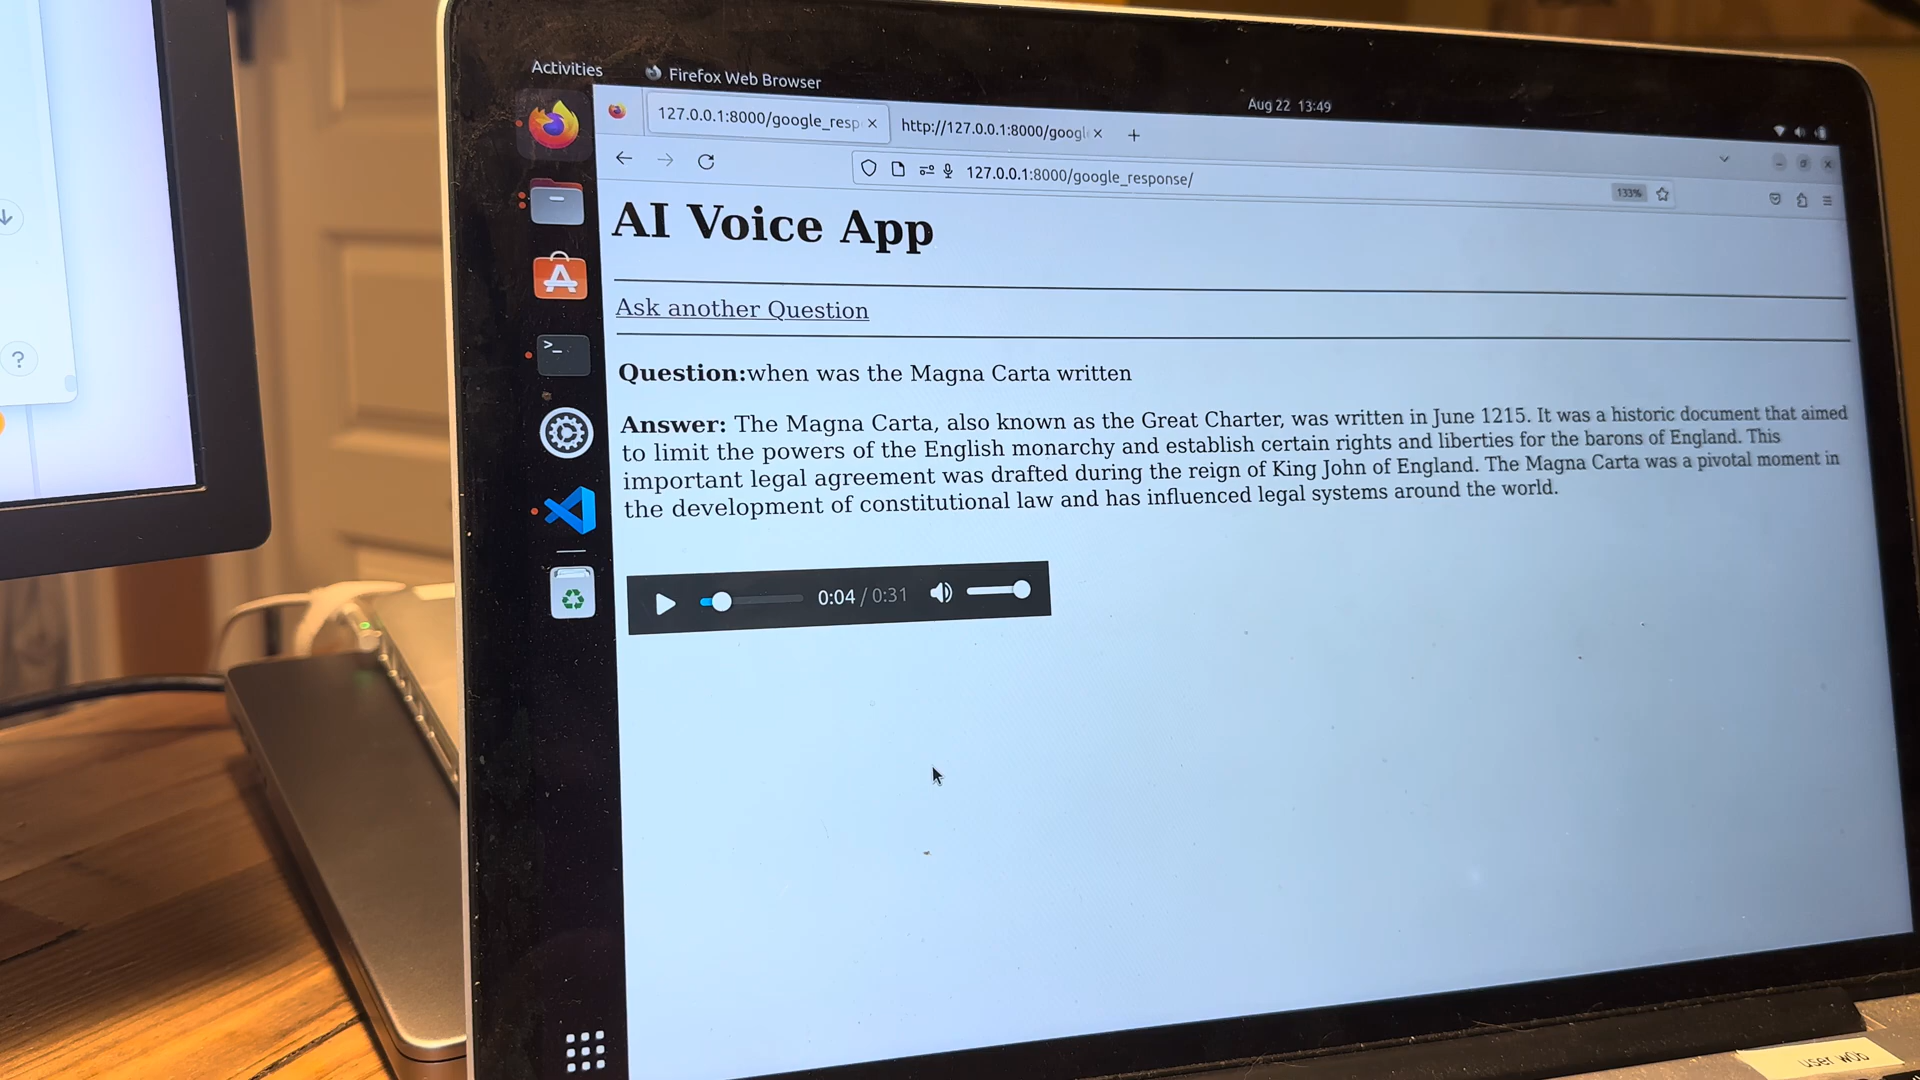 Activities
Firefox Web Browser
Aug 22 13:49
127.0.0.1:8000/google_resp
http://127.0.0.1:8000/googl
127.0.0.1:8000/google_response/
133%
AI Voice App
Ask another Question
Question:when was the Magna Carta written
Answer: The Magna Carta, also known as the Great Charter, was written in June 1215. It was a historic document that aimed
to limit the powers of the English monarchy and establish certain rights and liberties for the barons of England. This
important legal agreement was drafted during the reign of King John of England. The Magna Carta was a pivotal moment in
the development of constitutional law and has influenced legal systems around the world.
0:04 / 0:31
?
user